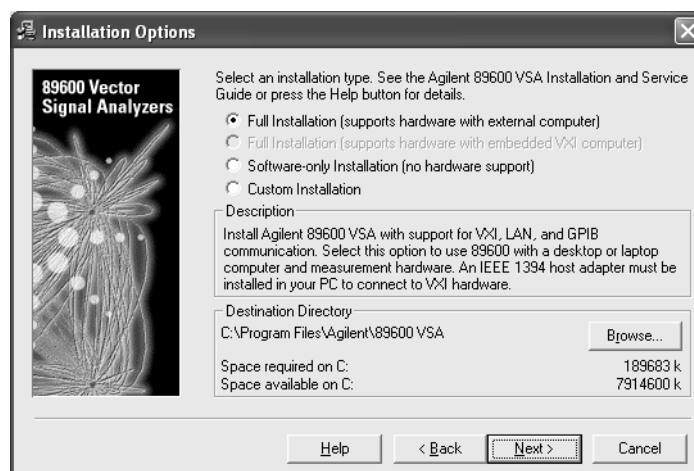 Installation Options
89600 Vector
Signal Analyzers
Select an installation type. See the Agilent 89600 VSA Installation and Service
Guide or press the Help button for details.
Full Installation (supports hardware with external computer)
Full Installation (supports hardware with embedded VXI computer)
Software-only Installation (no hardware support)
Custom Installation
Description
Install Agilent 89600 VSA with support for VXI, LAN, and GPIB
communication. Select this option to use 89600 with a desktop or laptop
computer and measurement hardware. An IEEE 1394 host adapter must be
installed in your PC to connect to VXI hardware.
Destination Directory
C:\Program Files\Agilent\89600 VSA
Browse...
Space required on C: 189683 k
Space available on C: 7914600 k
Help < Back Next > Cancel